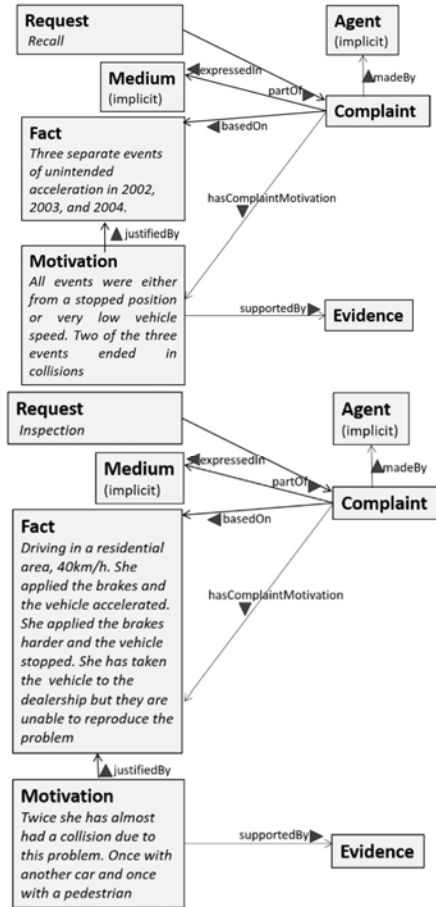 Request
Recall
Agent
(implicit)
expressedIn
madeBy
Medium
(implicit)
partOf
Complaint
basedOn
Fact
Three separate events
of unintended
acceleration in 2002,
2003, and 2004.
hasComplaintMotivation
justifiedBy
Motivation
All events were either
from a stopped position
or very low vehicle
speed. Two of the three
events ended in
collisions
supportedBy
Evidence
Request
Inspection
Agent
(implicit)
expressedIn
madeBy
Medium
(implicit)
partOf
Complaint
basedOn
Fact
Driving in a residential
area, 40km/h. She
applied the brakes and
the vehicle accelerated.
She applied the brakes
harder and the vehicle
stopped. She has taken
the vehicle to the
dealership but they are
unable to reproduce the
problem
hasComplaintMotivation
justifiedBy
Motivation
Twice she has almost
had a collision due to
this problem. Once with
another car and once
with a pedestrian
supportedBy
Evidence